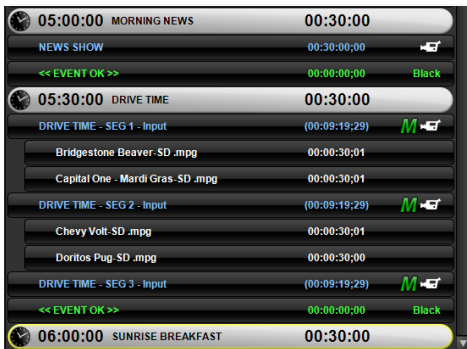 05:00:00 MORNING NEWS 00:30:00
NEWS SHOW 00:30:00;00
<< EVENT OK >> 00:00:00;00 Black
05:30:00 DRIVE TIME 00:30:00
DRIVE TIME - SEG 1 - Input (00:09:19;29) M
Bridgestone Beaver-SD .mpg 00:00:30;01
Capital One - Mardi Gras-SD .mpg 00:00:30;01
DRIVE TIME - SEG 2 - Input (00:09:19;29) M
Chevy Volt-SD .mpg 00:00:30;01
Doritos Pug-SD .mpg 00:00:30;00
DRIVE TIME - SEG 3 - Input (00:09:19;29) M
<< EVENT OK >> 00:00:00;00 Black
06:00:00 SUNRISE BREAKFAST 00:30:00